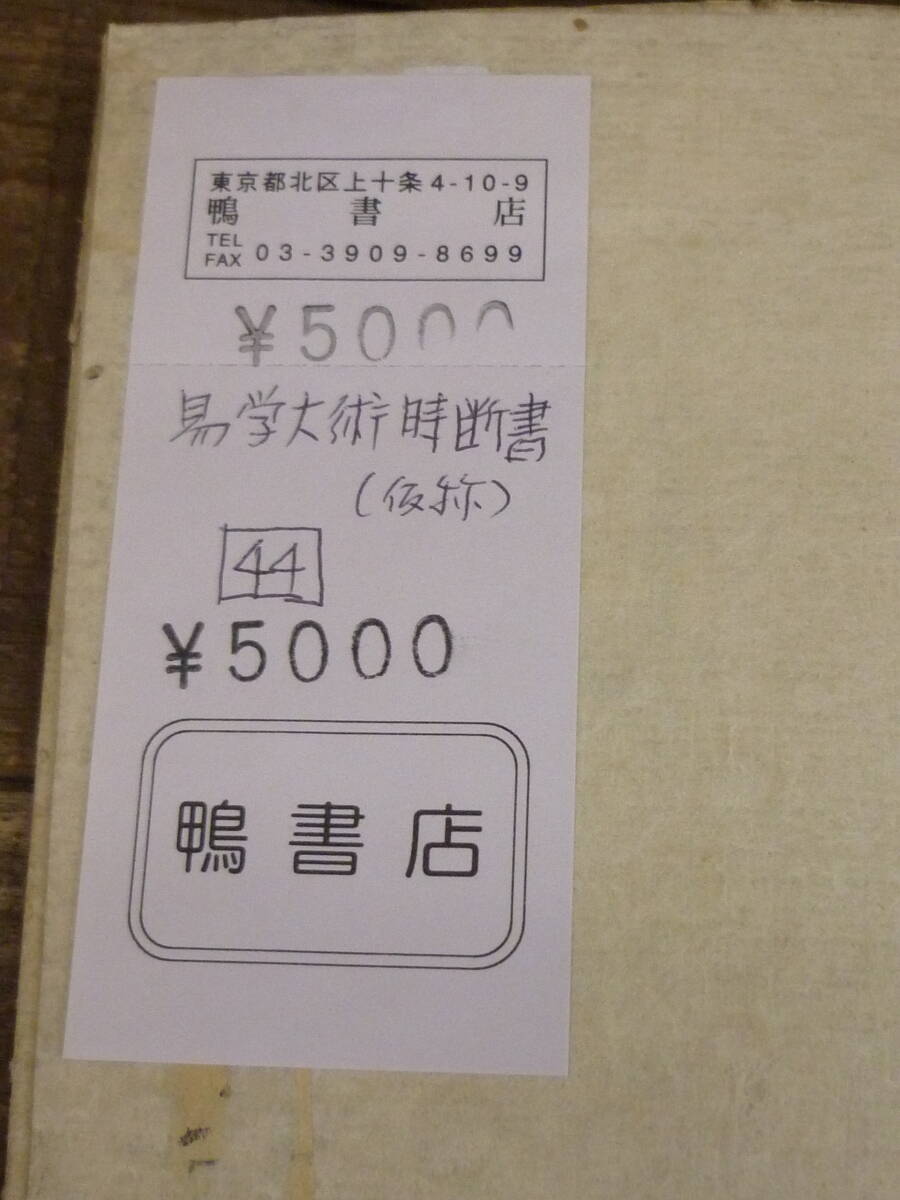 東京都北区上十条4-10-9
鴨書店
TEL
FAX 03-3909-8699
¥5000
易学大術時断書
(仮称)
44
¥5000
鴨書店